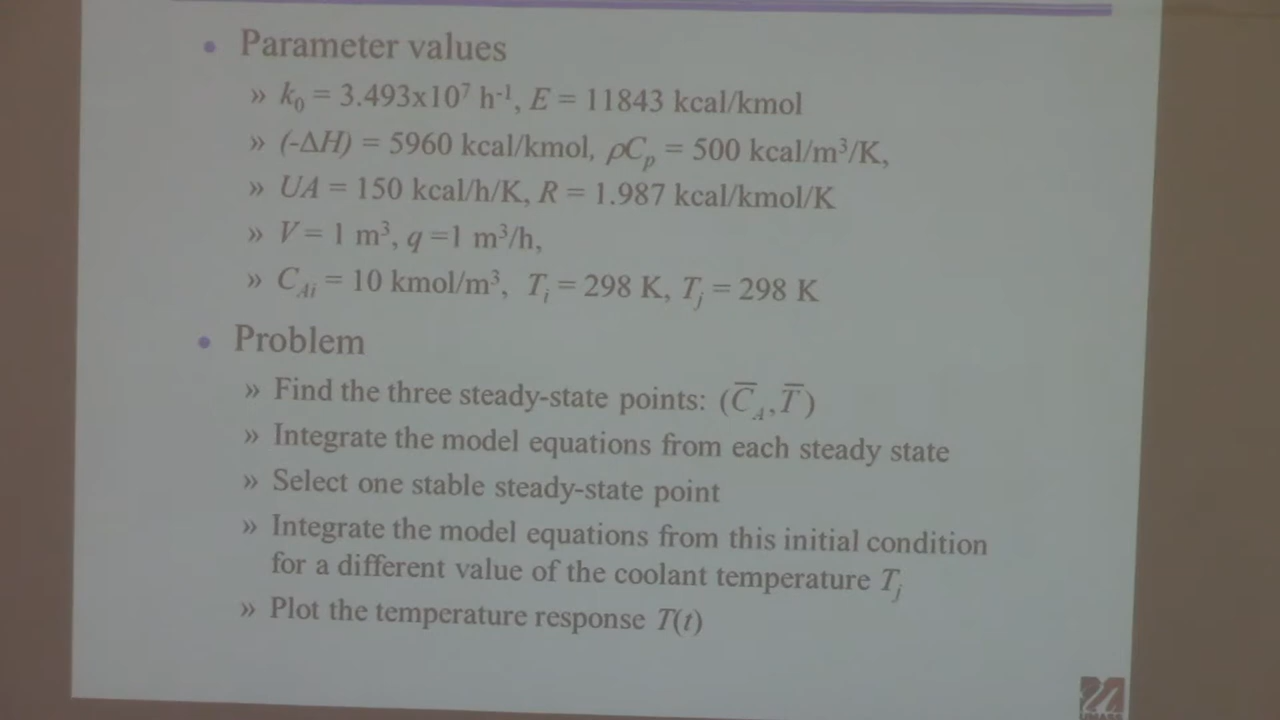 • Parameter values
» k₀ = 3.493x10⁷ h⁻¹, E = 11843 kcal/kmol
» (-ΔH) = 5960 kcal/kmol, ρCₚ = 500 kcal/m³/K,
» UA = 150 kcal/h/K, R = 1.987 kcal/kmol/K
» V = 1 m³, q =1 m³/h,
» C_Ai = 10 kmol/m³, T_i = 298 K, T_j = 298 K
• Problem
» Find the three steady-state points: (C̅_A, T̅)
» Integrate the model equations from each steady state
» Select one stable steady-state point
» Integrate the model equations from this initial condition
for a different value of the coolant temperature T_j
» Plot the temperature response T(t)